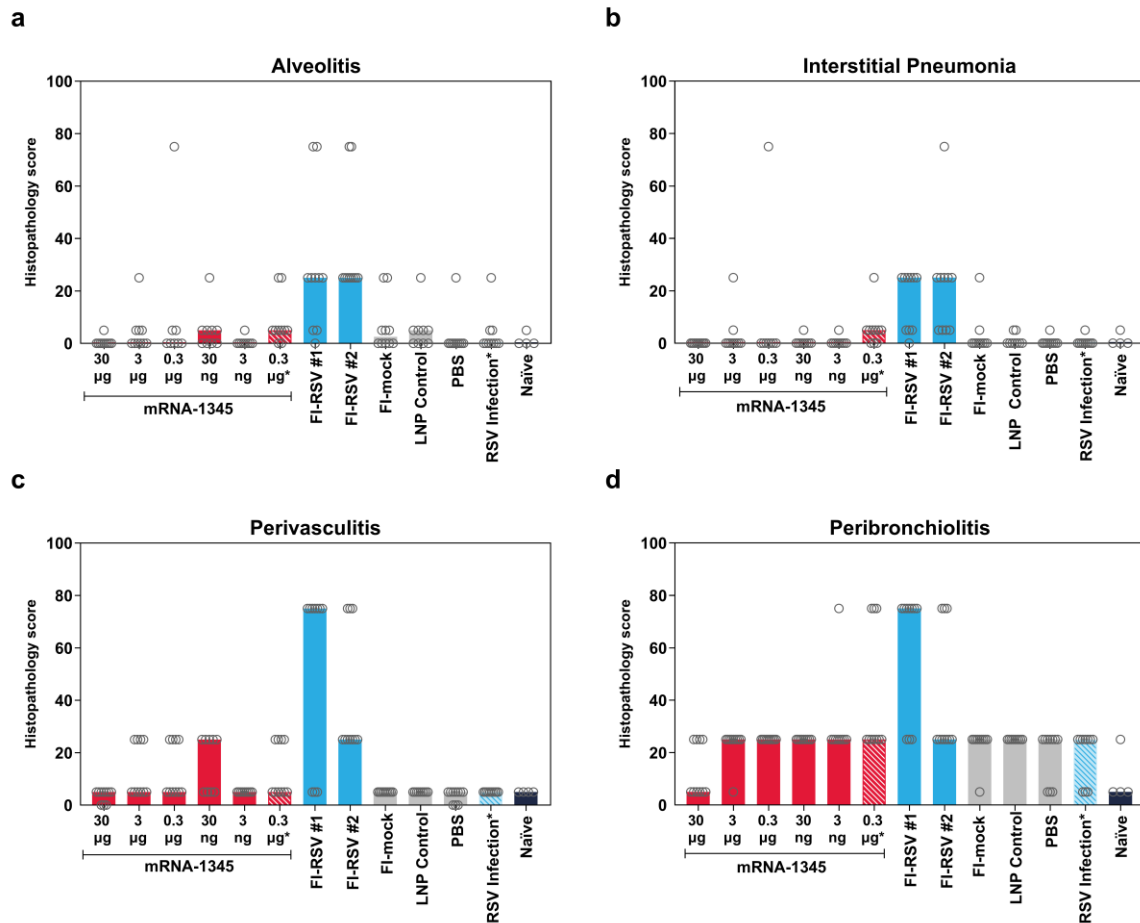 a
Alveolitis
Histopathology score
100
80
60
40
20
0
30 µg
3 µg
0.3 µg
30 ng
3 ng
0.3 µg*
mRNA-1345
FI-RSV #1
FI-RSV #2
FI-mock
LNP Control
PBS
RSV Infection*
Naïve
b
Interstitial Pneumonia
Histopathology score
100
80
60
40
20
0
30 µg
3 µg
0.3 µg
30 ng
3 ng
0.3 µg*
mRNA-1345
FI-RSV #1
FI-RSV #2
FI-mock
LNP Control
PBS
RSV Infection*
Naïve
c
Perivasculitis
Histopathology score
100
80
60
40
20
0
30 µg
3 µg
0.3 µg
30 ng
3 ng
0.3 µg*
mRNA-1345
FI-RSV #1
FI-RSV #2
FI-mock
LNP Control
PBS
RSV Infection*
Naïve
d
Peribronchiolitis
Histopathology score
100
80
60
40
20
0
30 µg
3 µg
0.3 µg
30 ng
3 ng
0.3 µg*
mRNA-1345
FI-RSV #1
FI-RSV #2
FI-mock
LNP Control
PBS
RSV Infection*
Naïve